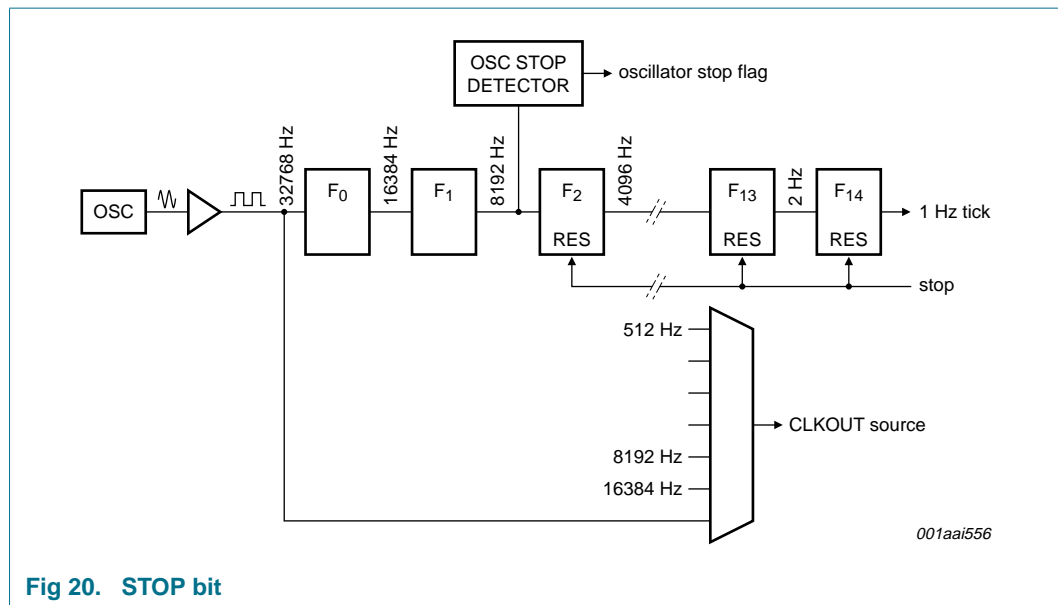 OSC STOP
DETECTOR
oscillator stop flag
OSC
32768 Hz
F0
16384 Hz
F1
8192 Hz
F2
RES
4096 Hz
F13
RES
2 Hz
F14
RES
1 Hz tick
stop
512 Hz
8192 Hz
16384 Hz
CLKOUT source
001aai556
Fig 20. STOP bit